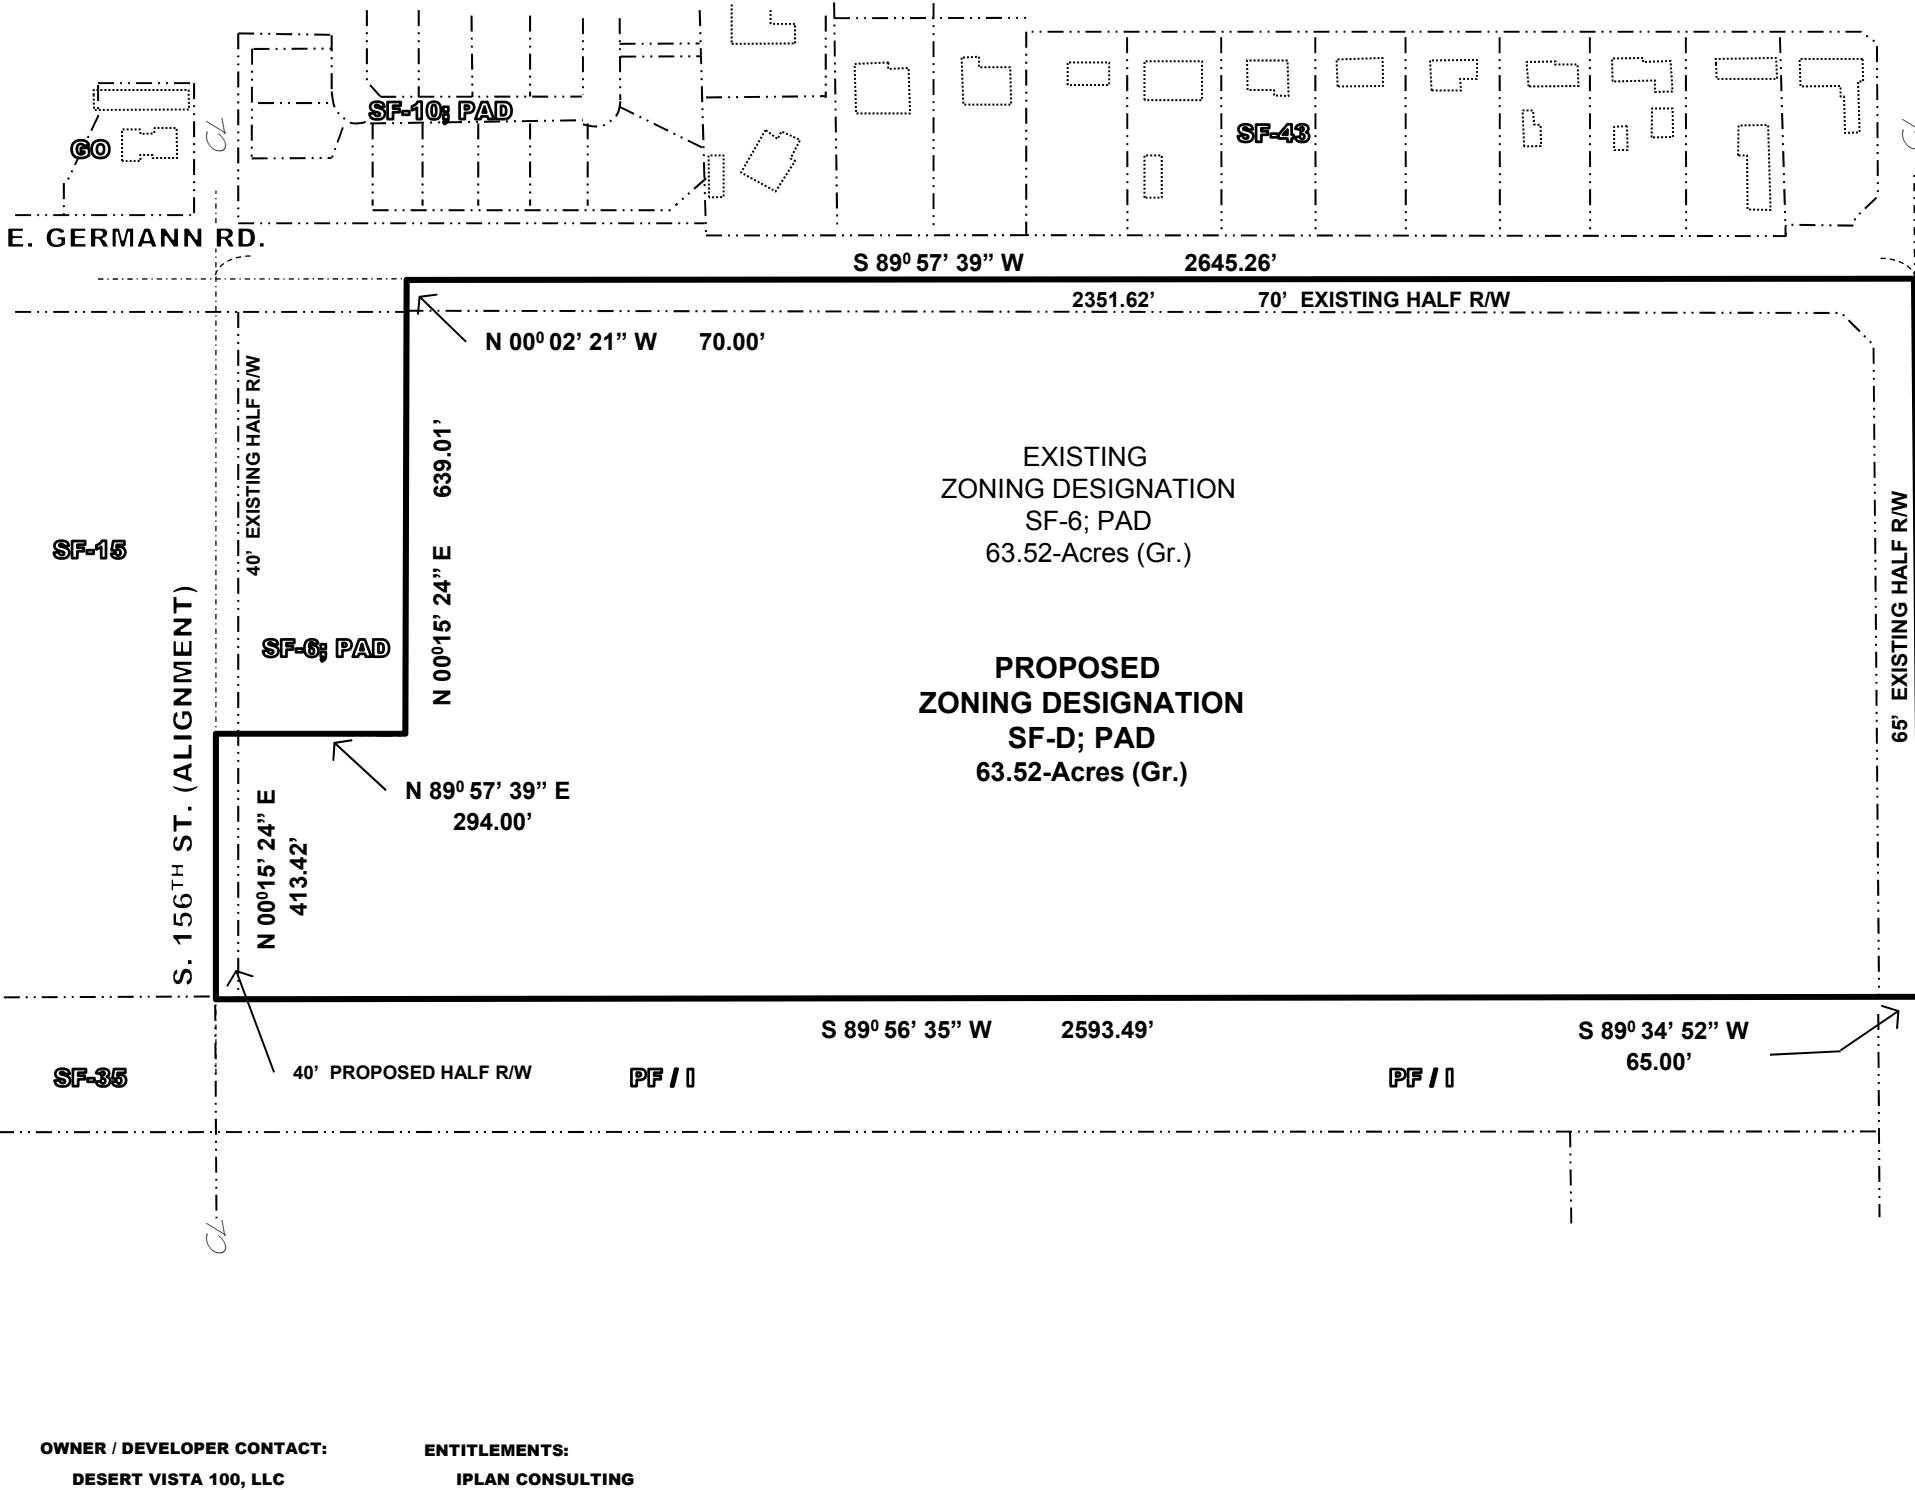 SF-10; PAD
GO
CL
SF-43
E. GERMANN RD.
S 89⁰ 57’ 39” W 2645.26’
2351.62’ 70’ EXISTING HALF R/W
N 00⁰ 02’ 21” W 70.00’
40’ EXISTING HALF R/W
N 00⁰15’ 24” E 639.01’
EXISTING
ZONING DESIGNATION
SF-6; PAD
63.52-Acres (Gr.)
SF-15
SF-6; PAD
PROPOSED
ZONING DESIGNATION
SF-D; PAD
63.52-Acres (Gr.)
65’ EXISTING HALF R/W
S. 156TH ST. (ALIGNMENT)
N 89⁰ 57’ 39” E
294.00’
N 00⁰15’ 24” E
413.42’
S 89⁰ 56’ 35” W 2593.49’
S 89⁰ 34’ 52” W
65.00’
40’ PROPOSED HALF R/W
SF-35
PF / I
PF / I
CL
OWNER / DEVELOPER CONTACT:
DESERT VISTA 100, LLC
ENTITLEMENTS:
IPLAN CONSULTING